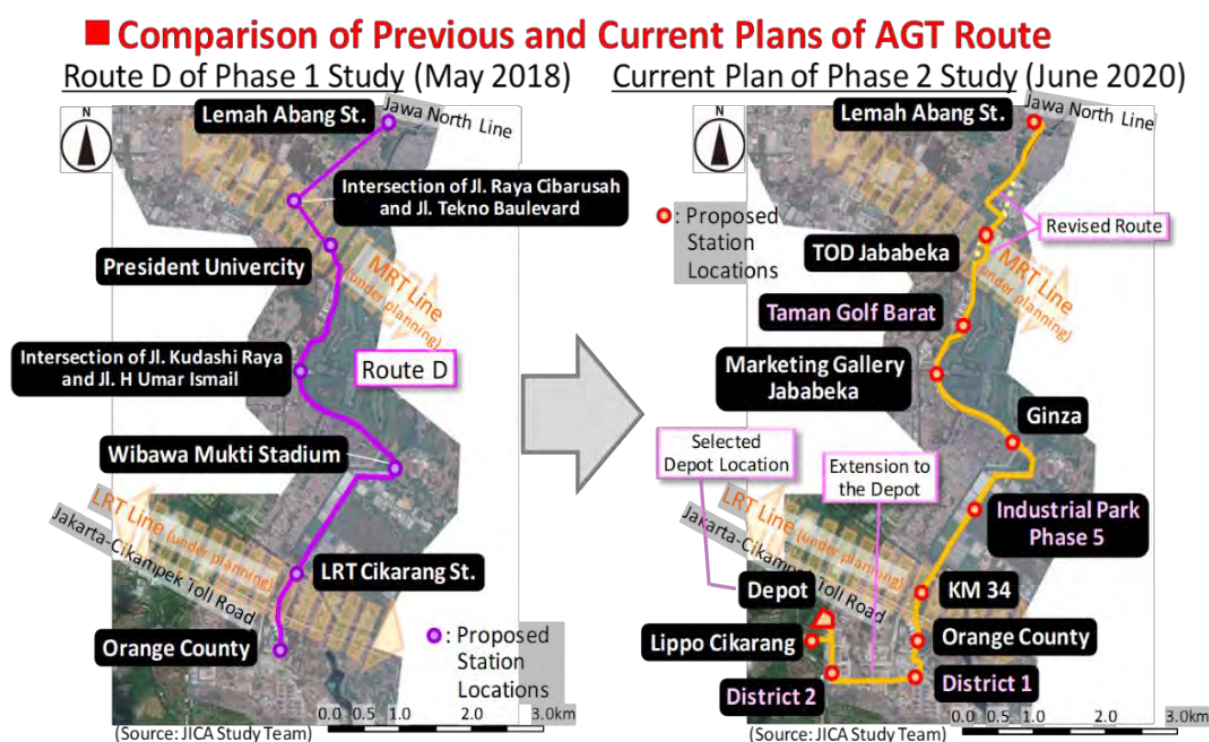 ■ Comparison of Previous and Current Plans of AGT Route
Route D of Phase 1 Study (May 2018)
N
Lemah Abang St.
Jawa North Line
Intersection of Jl. Raya Cibarusah
and Jl. Tekno Baulevard
President Univercity
MRT Line
(under planning)
Intersection of Jl. Kudashi Raya
and Jl. H Umar Ismail
Route D
Wibawa Mukti Stadium
LRT Line (under planning)
Jakarta-Cikampek Toll Road
LRT Cikarang St.
Orange County
: Proposed
Station
Locations
0.0 0.5 1.0 2.0 3.0km
(Source: JICA Study Team)
Current Plan of Phase 2 Study (June 2020)
N
Lemah Abang St.
Jawa North Line
: Proposed
Station
Locations
Revised Route
TOD Jababeka
MRT Line
(under planning)
Taman Golf Barat
Marketing Gallery
Jababeka
Ginza
Selected
Depot Location
Extension to
the Depot
Industrial Park
Phase 5
LRT Line (under planning)
Jakarta-Cikampek Toll Road
KM 34
Depot
Lippo Cikarang
Orange County
District 2
District 1
0.0 0.5 1.0 2.0 3.0km
(Source: JICA Study Team)